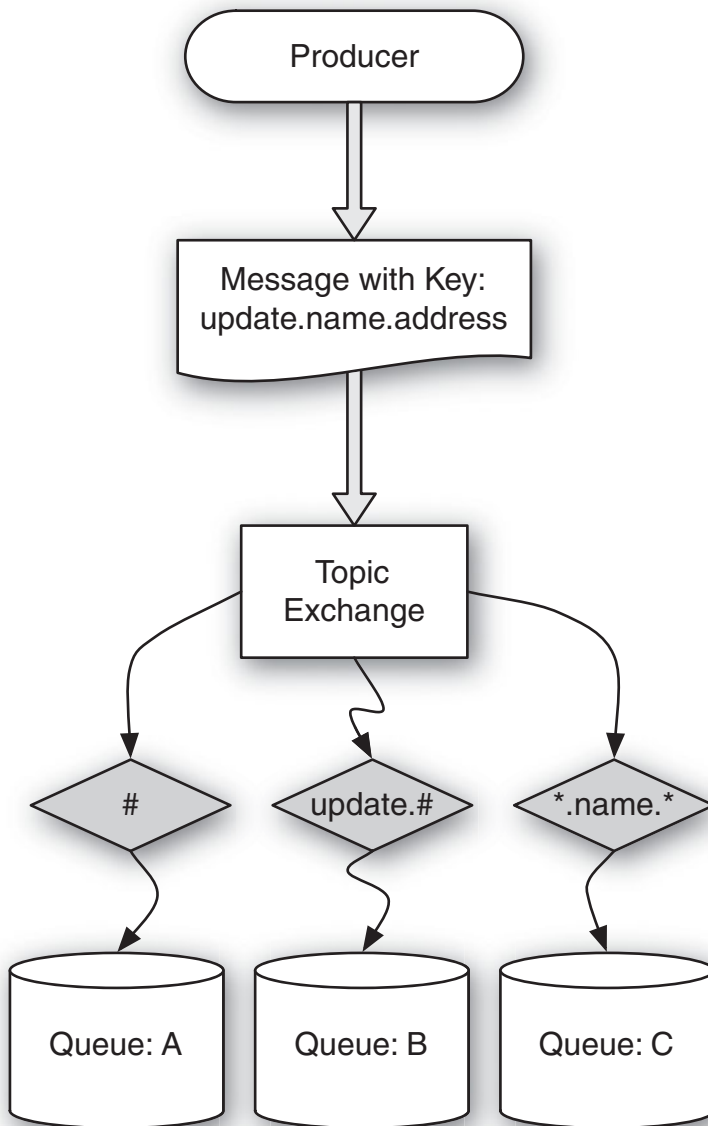 Producer
Message with Key:
update.name.address
Topic
Exchange
#
update.#
*.name.*
Queue: A
Queue: B
Queue: C